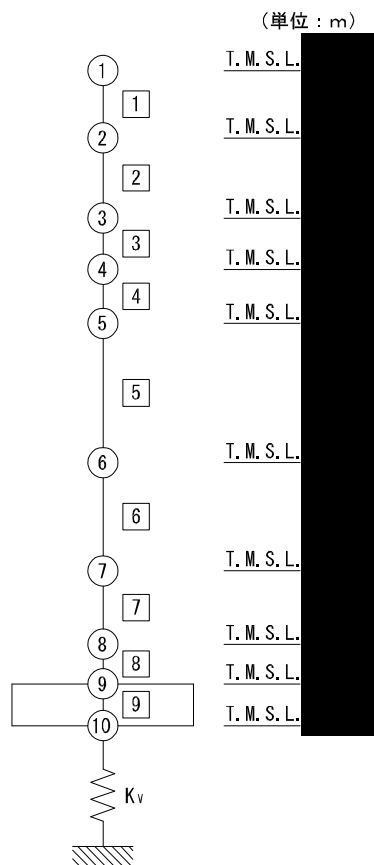 (単位：m)
① T.M.S.L.
1
② T.M.S.L.
2
③ T.M.S.L.
3
④ T.M.S.L.
4
⑤ T.M.S.L.
5
⑥ T.M.S.L.
6
⑦ T.M.S.L.
7
⑧ T.M.S.L.
8
⑨ T.M.S.L.
9
⑩ T.M.S.L.
Kv